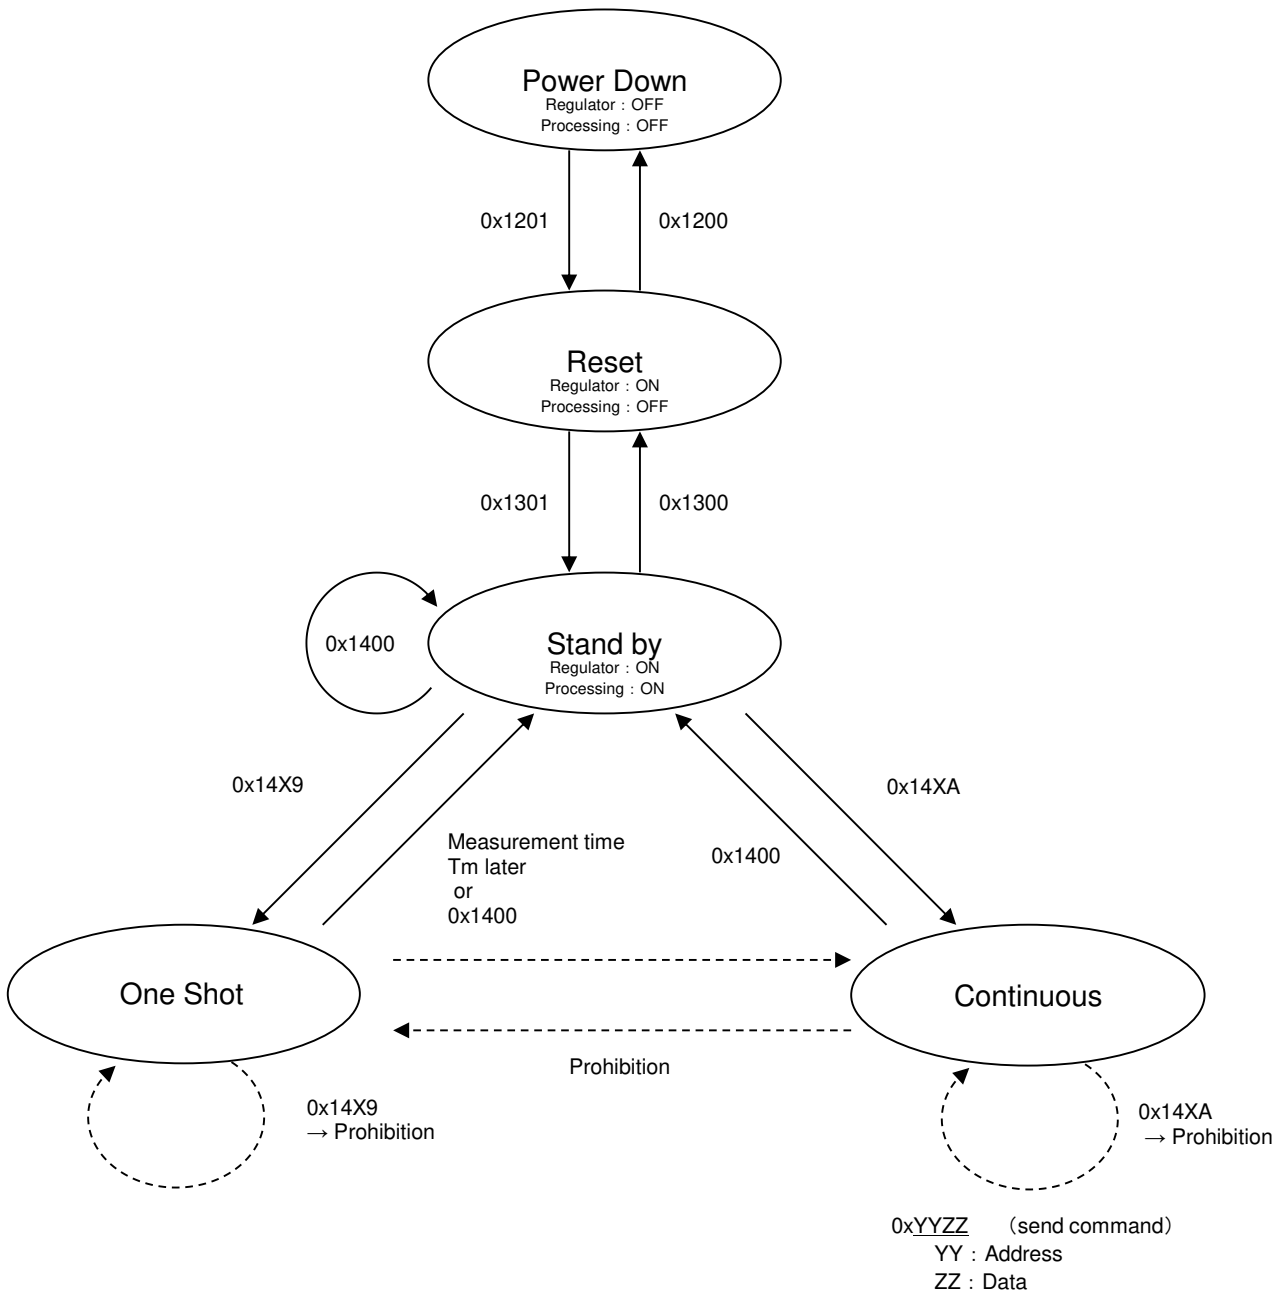 Power Down
Regulator : OFF
Processing : OFF
0x1201
0x1200
Reset
Regulator : ON
Processing : OFF
0x1301
0x1300
0x1400
Stand by
Regulator : ON
Processing : ON
0x14X9
0x14XA
Measurement time
Tm later
or
0x1400
0x1400
One Shot
Continuous
Prohibition
0x14X9
→ Prohibition
0x14XA
→ Prohibition
0xYYZZ （send command）
YY : Address
ZZ : Data